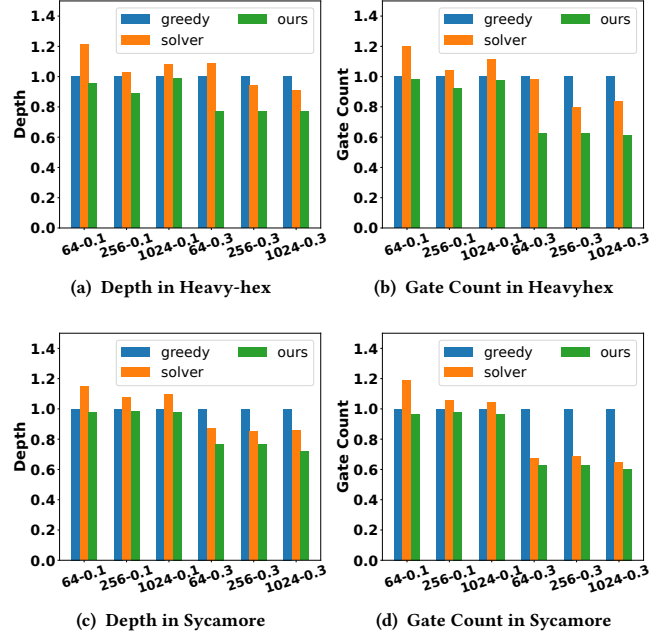 greedy
solver
ours
1.4
1.2
1.0
0.8
0.6
0.4
0.2
0.0
Depth
64-0.1
256-0.1
1024-0.1
64-0.3
256-0.3
1024-0.3
(a) Depth in Heavy-hex
greedy
solver
ours
1.4
1.2
1.0
0.8
0.6
0.4
0.2
0.0
Gate Count
64-0.1
256-0.1
1024-0.1
64-0.3
256-0.3
1024-0.3
(b) Gate Count in Heavyhex
greedy
solver
ours
1.4
1.2
1.0
0.8
0.6
0.4
0.2
0.0
Depth
64-0.1
256-0.1
1024-0.1
64-0.3
256-0.3
1024-0.3
(c) Depth in Sycamore
greedy
solver
ours
1.4
1.2
1.0
0.8
0.6
0.4
0.2
0.0
Gate Count
64-0.1
256-0.1
1024-0.1
64-0.3
256-0.3
1024-0.3
(d) Gate Count in Sycamore